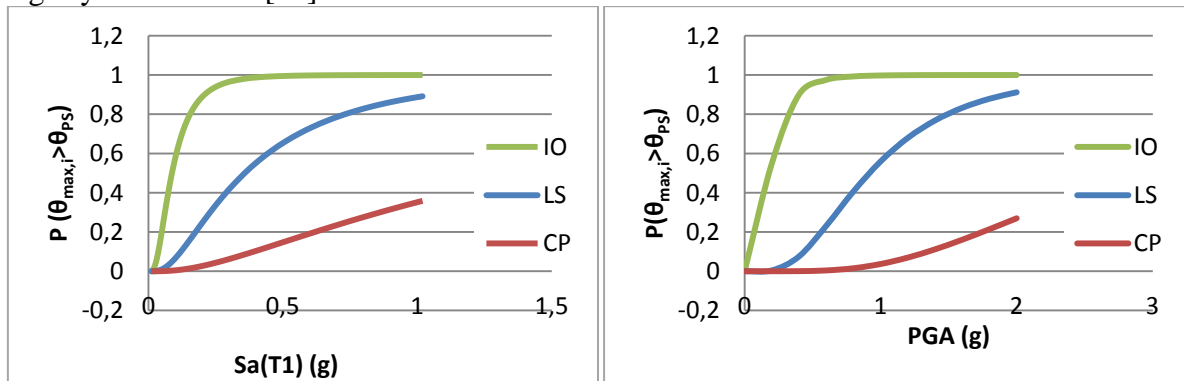 1,2
1
0,8
0,6
0,4
0,2
0
-0,2
0
0,5
1
1,5
P (θmax,i>θPS)
Sa(T1) (g)
IO
LS
CP
1,2
1
0,8
0,6
0,4
0,2
0
-0,2
0
1
2
3
P(θmax,i>θPS)
PGA (g)
IO
LS
CP